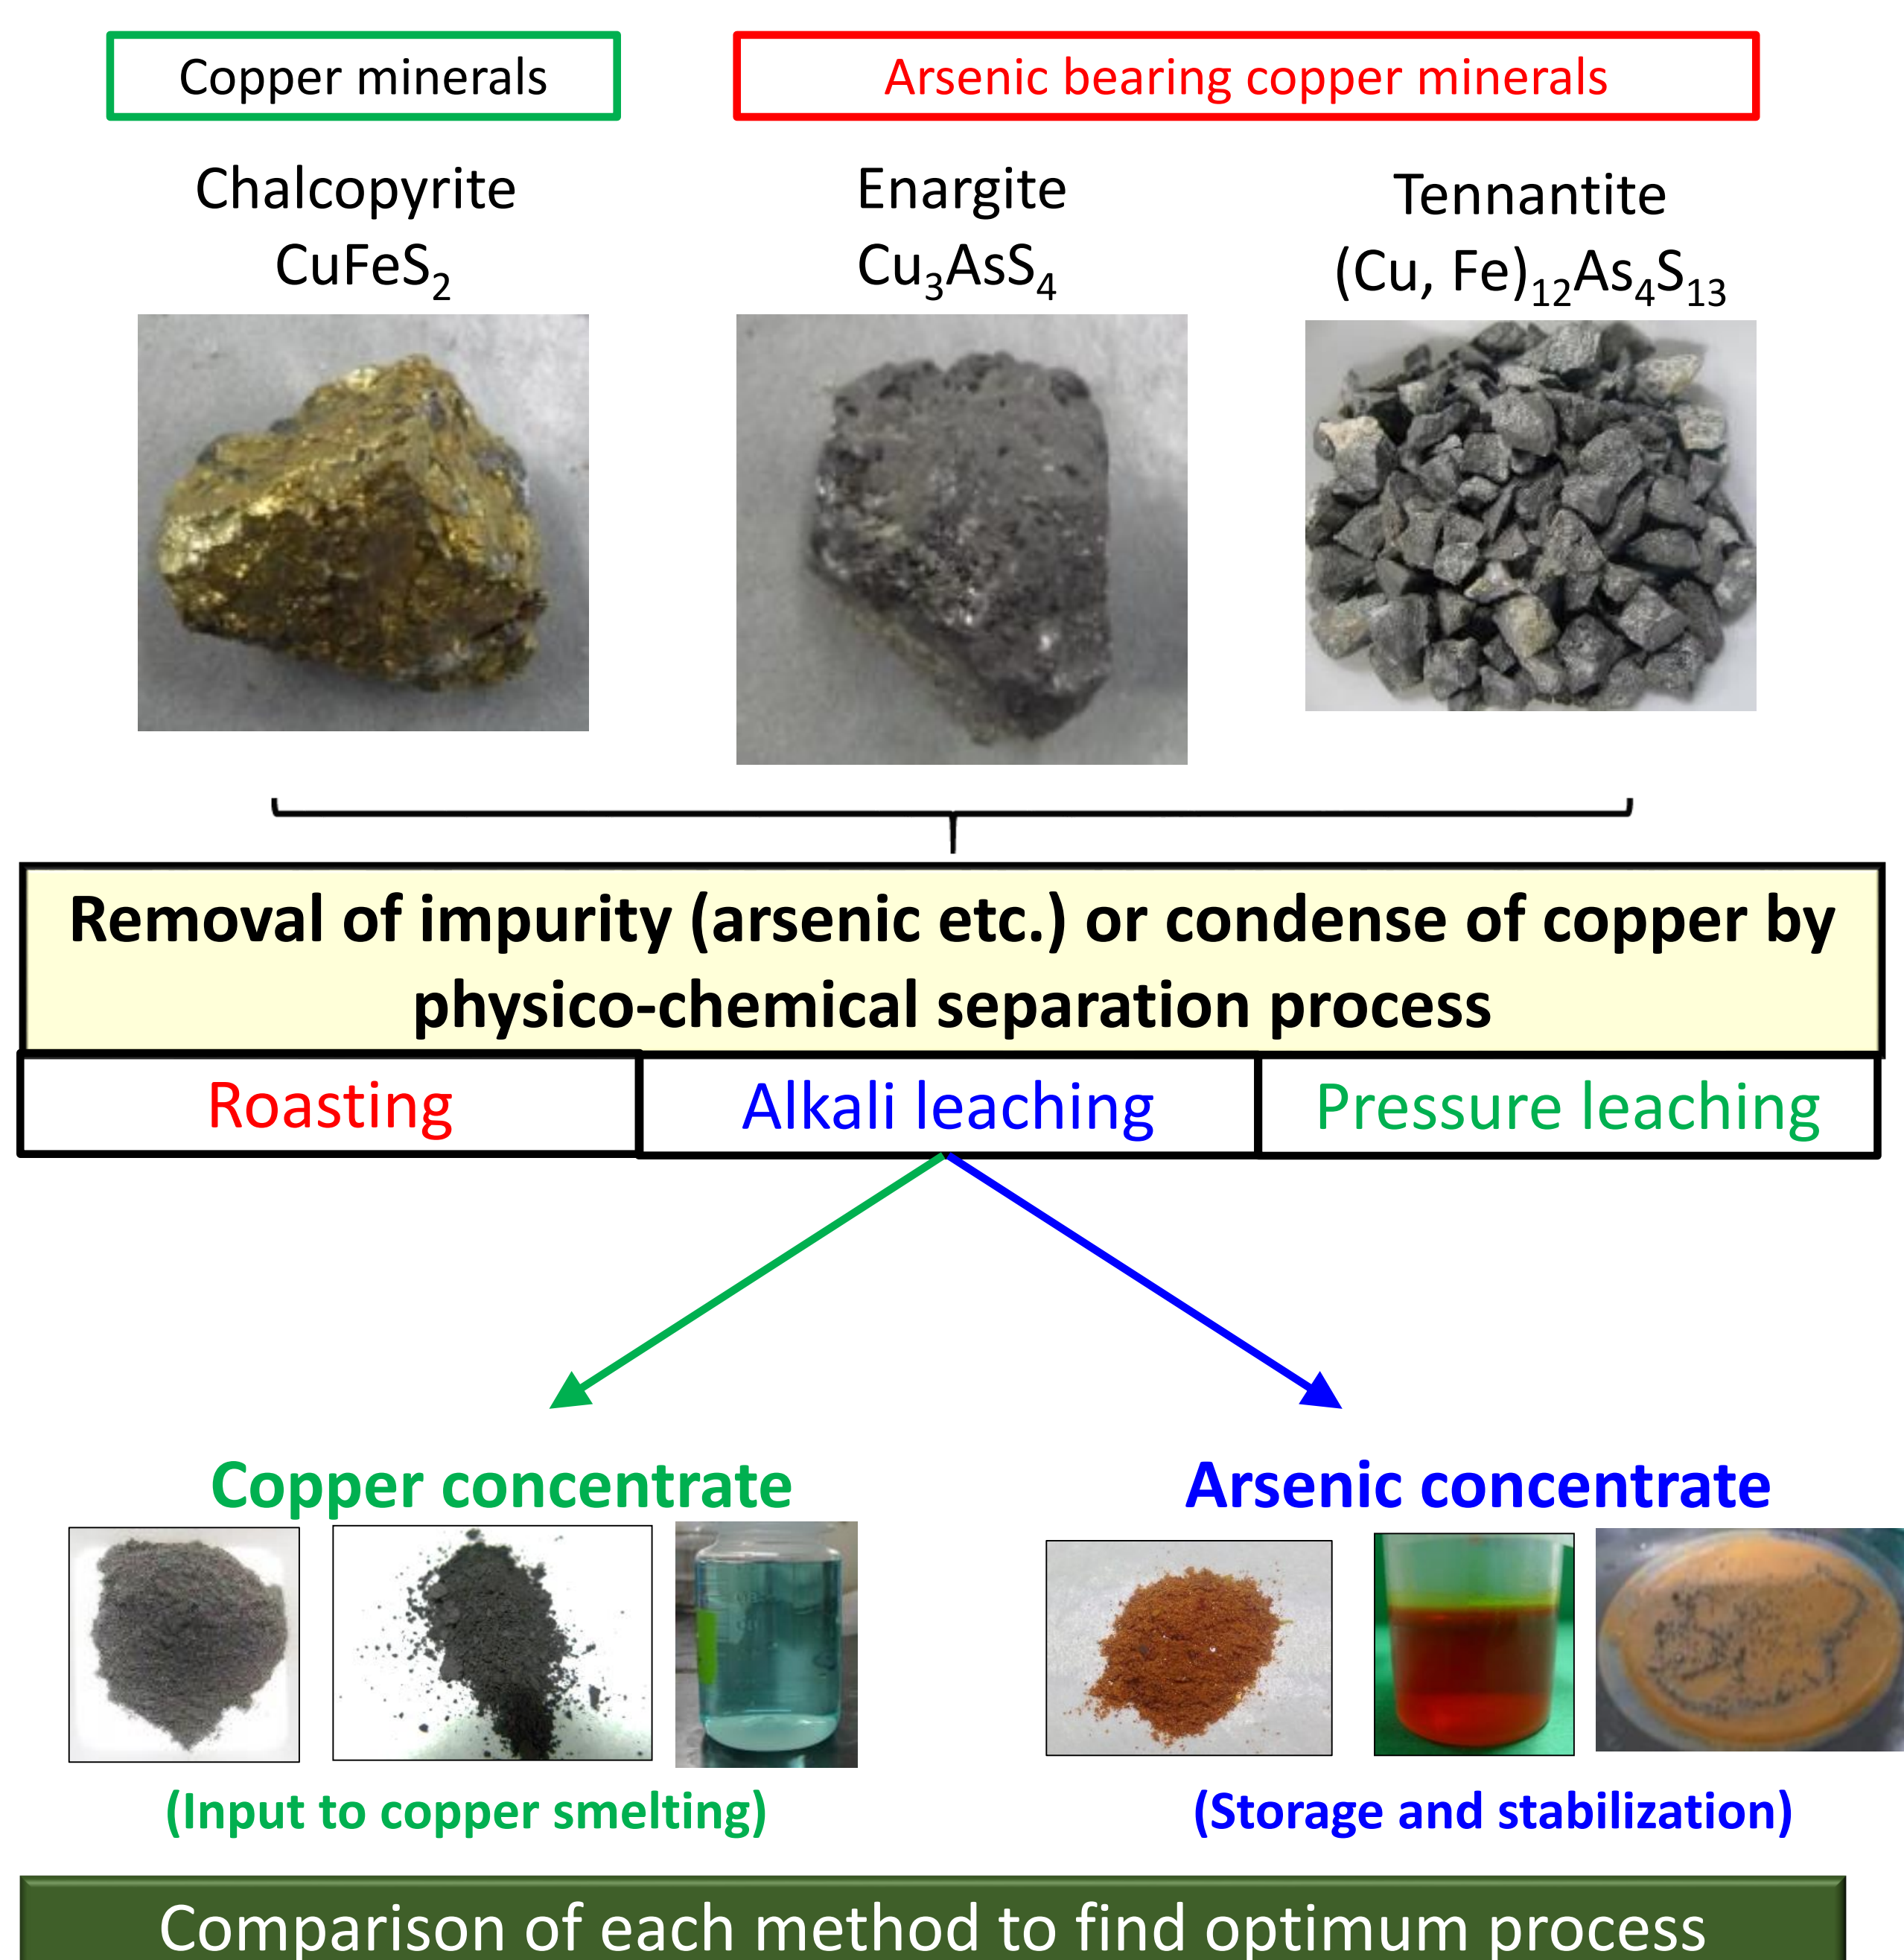 Copper minerals
Arsenic bearing copper minerals
Chalcopyrite
CuFeS₂
Enargite
Cu₃AsS₄
Tennantite
(Cu, Fe)₁₂As₄S₁₃
Removal of impurity (arsenic etc.) or condense of copper by
physico-chemical separation process
Roasting
Alkali leaching
Pressure leaching
Copper concentrate
Arsenic concentrate
(Input to copper smelting)
(Storage and stabilization)
Comparison of each method to find optimum process